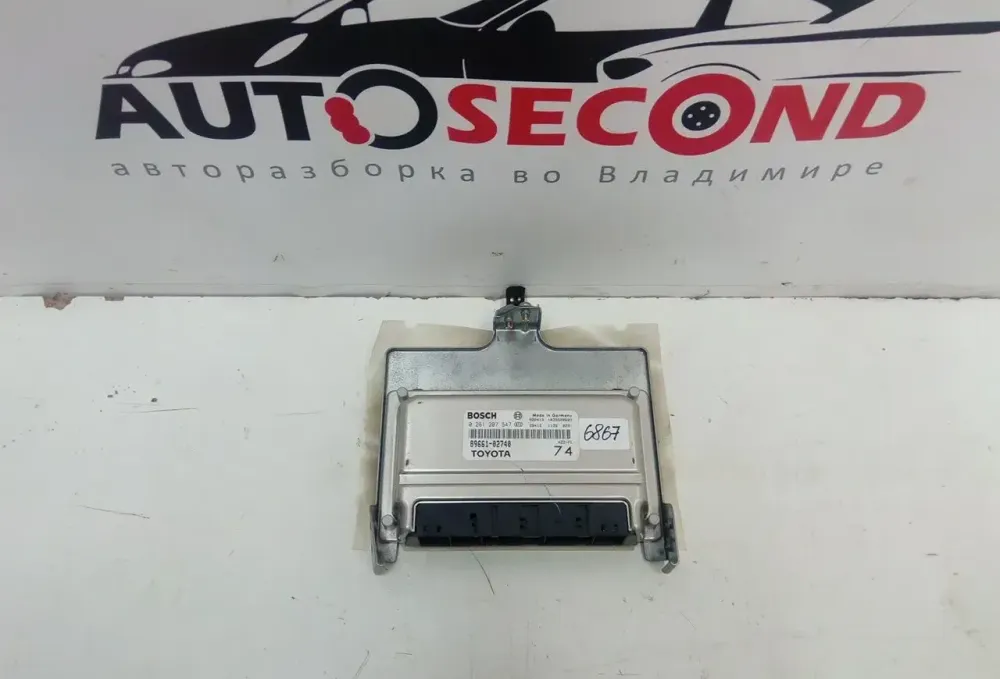 AUTOSECOND
авторазборка во Владимире
BOSCH
Made in Germany
0 261 207 547
89661-02740
TOYOTA
74
6867